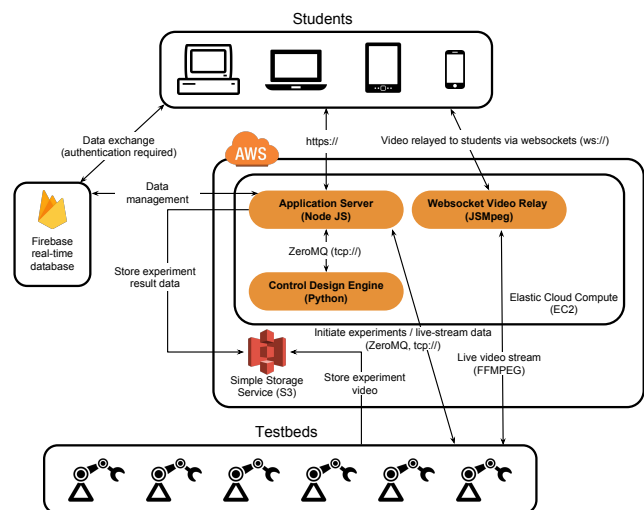 Students
Data exchange
(authentication required)
https://
Video relayed to students via websockets (ws://)
AWS
Data
management
Application Server
(Node JS)
Websocket Video Relay
(JSMpeg)
Firebase
real-time
database
ZeroMQ (tcp://)
Store experiment
result data
Control Design Engine
(Python)
Elastic Cloud Compute
(EC2)
Initiate experiments / live-stream data
(ZeroMQ, tcp://)
Live video stream
(FFMPEG)
Simple Storage
Service (S3)
Store experiment
video
Testbeds